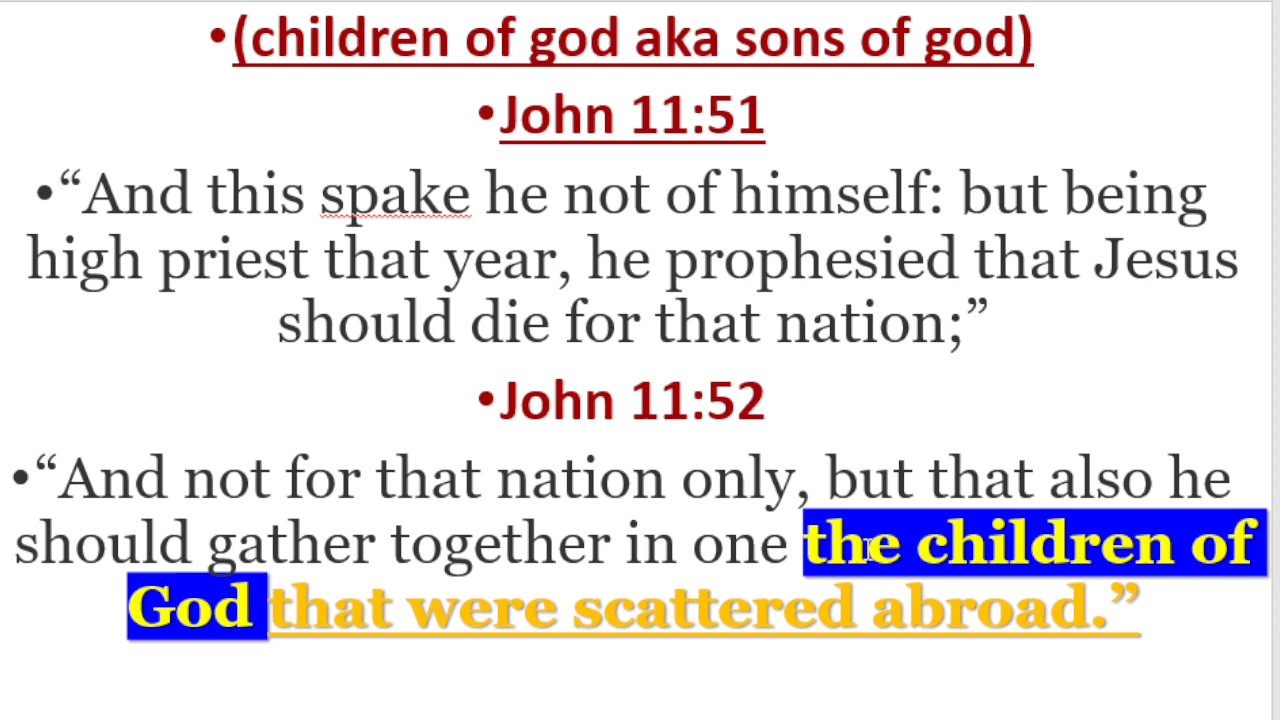 •(children of god aka sons of god)
•John 11:51
•“And this spake he not of himself: but being
high priest that year, he prophesied that Jesus
should die for that nation;”
•John 11:52
•“And not for that nation only, but that also he
should gather together in one the children of
God that were scattered abroad.”